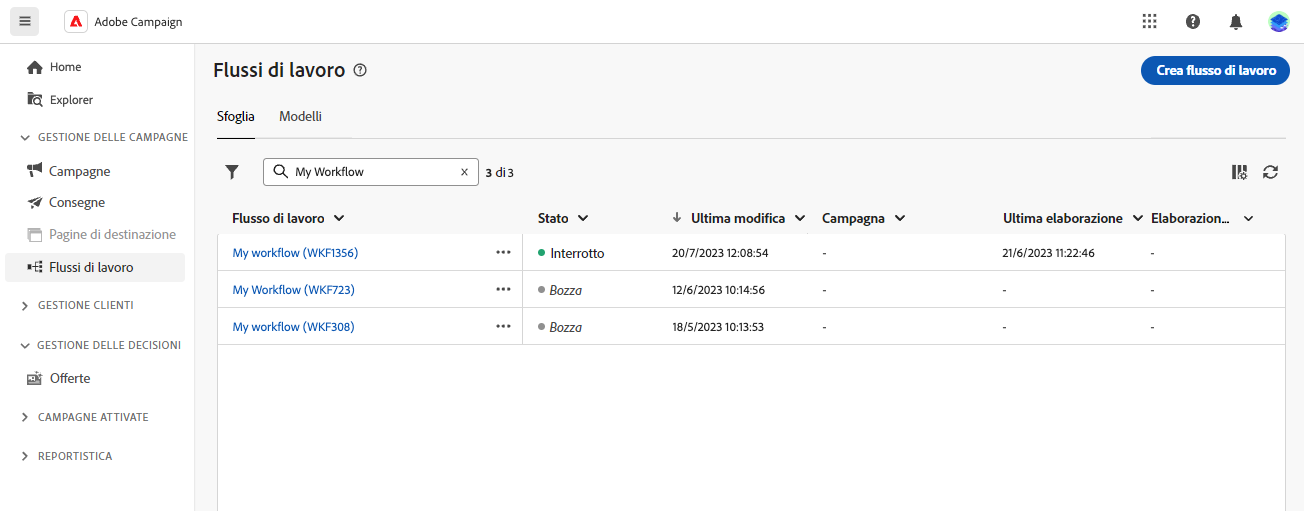 Adobe Campaign
Home
Explorer
GESTIONE DELLE CAMPAGNE
Campagne
Consegne
Pagine di destinazione
Flussi di lavoro
GESTIONE CLIENTI
GESTIONE DELLE DECISIONI
Offerte
CAMPAGNE ATTIVATE
REPORTISTICA
Flussi di lavoro
Crea flusso di lavoro
Sfoglia Modelli
My Workflow 3 di 3
Flusso di lavoro Stato Ultima modifica Campagna Ultima elaborazione Elaborazion...
My workflow (WKF1356) Interrotto 20/7/2023 12:08:54 - 21/6/2023 11:22:46 -
My Workflow (WKF723) Bozza 12/6/2023 10:14:56 - - -
My workflow (WKF308) Bozza 18/5/2023 10:13:53 - - -